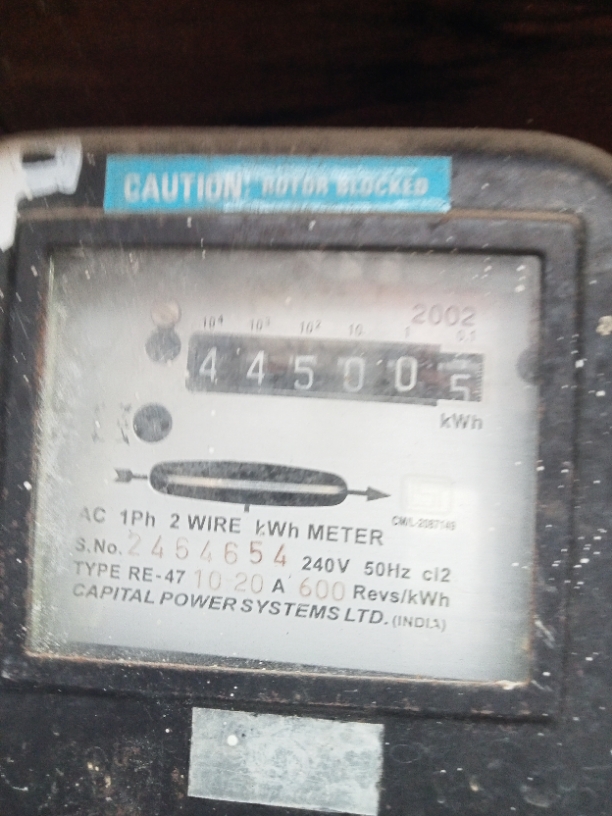 CAUTION: ROTOR BLOCKED
2002
10⁴ 10³ 10² 10 1 0.1
4 4 5 0 0 5
kWh
CM/L-2087149
AC 1Ph 2 WIRE kWh METER
S.No. 2464654 240V 50Hz cl2
TYPE RE-47 10-20 A 600 Revs/kWh
CAPITAL POWER SYSTEMS LTD. (INDIA)